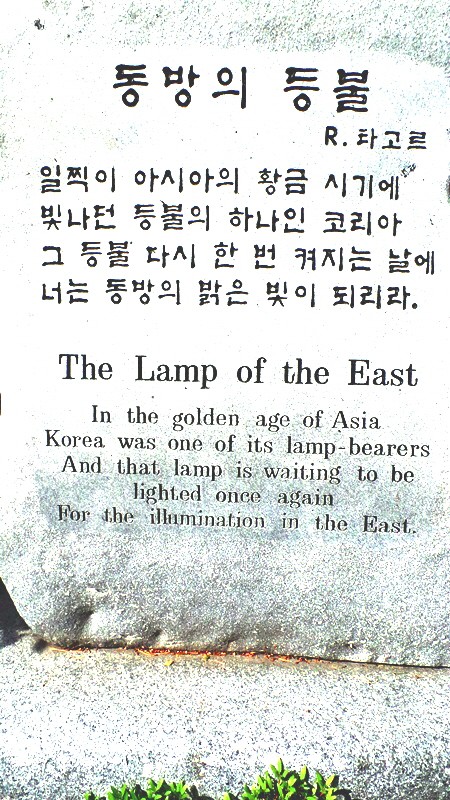 동방의 등불
R. 타고르
일찍이 아시아의 황금 시기에
빛나던 등불의 하나인 코리아
그 등불 다시 한 번 켜지는 날에
너는 동방의 밝은 빛이 되리라.
The Lamp of the East
In the golden age of Asia
Korea was one of its lamp-bearers
And that lamp is waiting to be
lighted once again
For the illumination in the East.